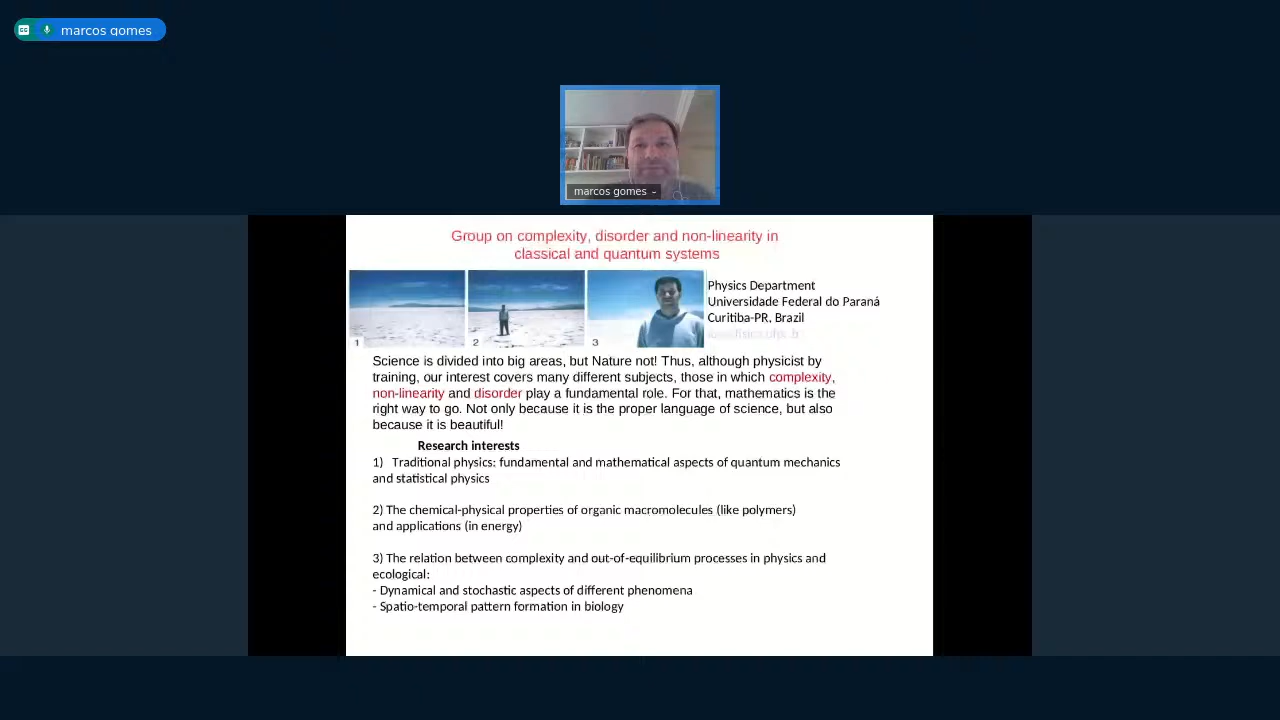 marcos gomes
marcos gomes
Group on complexity, disorder and non-linearity in
classical and quantum systems
1
2
3
Physics Department
Universidade Federal do Paraná
Curitiba-PR, Brazil
Science is divided into big areas, but Nature not! Thus, although physicist by
training, our interest covers many different subjects, those in which complexity,
non-linearity and disorder play a fundamental role. For that, mathematics is the
right way to go. Not only because it is the proper language of science, but also
because it is beautiful!
Research interests
1) Traditional physics: fundamental and mathematical aspects of quantum mechanics
and statistical physics
2) The chemical-physical properties of organic macromolecules (like polymers)
and applications (in energy)
3) The relation between complexity and out-of-equilibrium processes in physics and
ecological:
- Dynamical and stochastic aspects of different phenomena
- Spatio-temporal pattern formation in biology